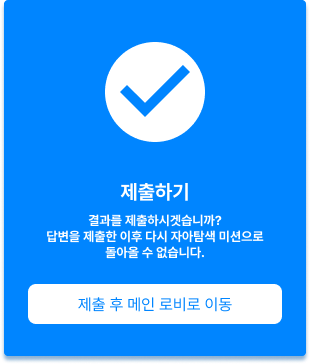 제출하기
결과를 제출하시겟습니까?
답변을 제출한 이후 다시 자아탐색 미션으로
돌아올 수 없습니다.
제출 후 메인 로비로 이동